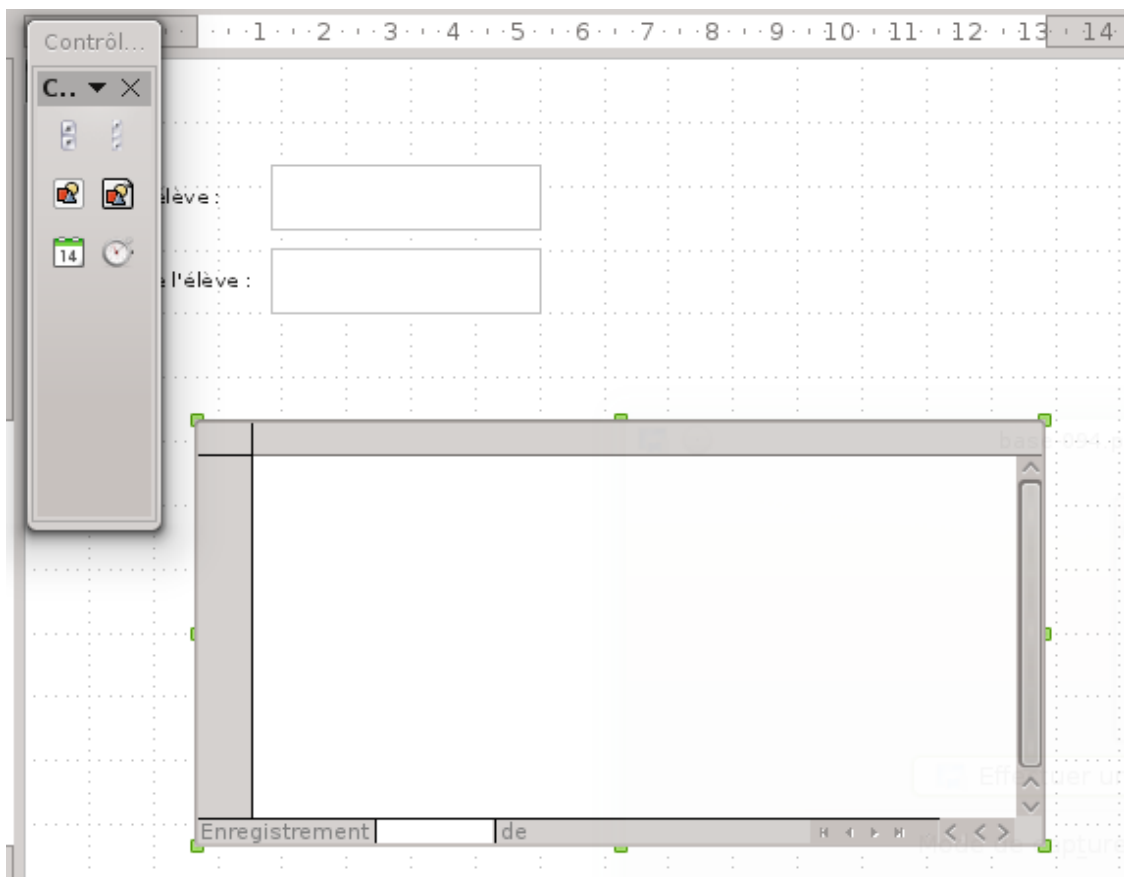 Contrôl...
1 2 3 4 5 6 7 8 9 10 11 12 13 14
C..
élève :
14
l'élève :
Enregistrement de